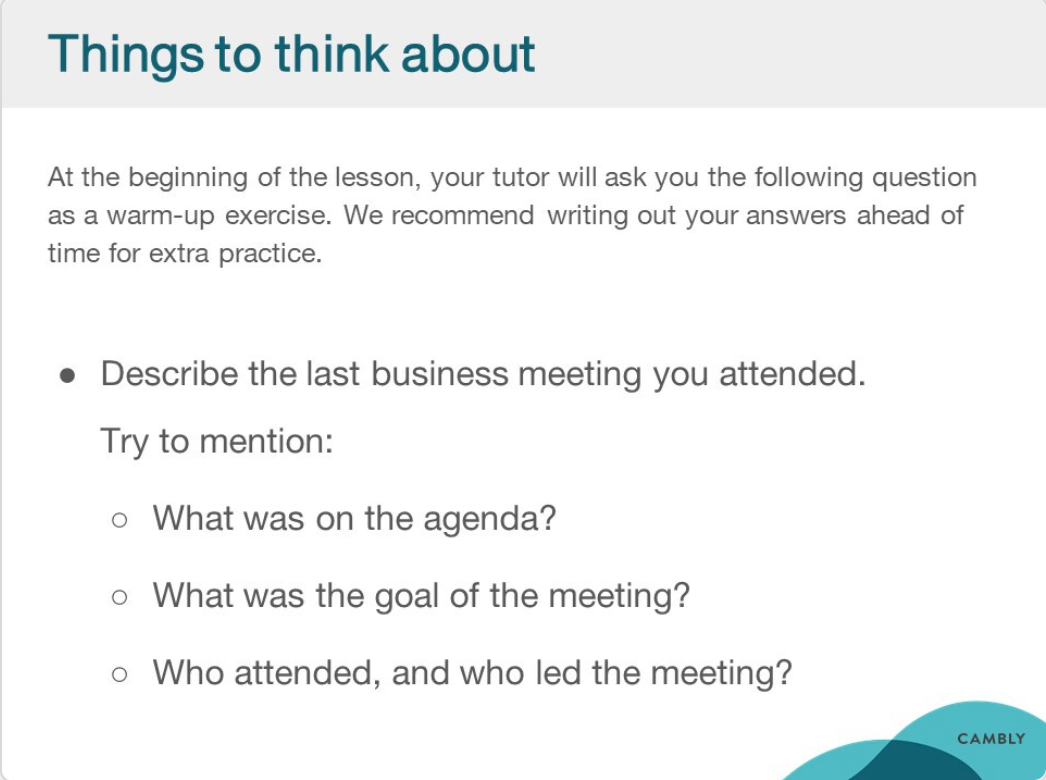 Things to think about
At the beginning of the lesson, your tutor will ask you the following question
as a warm-up exercise. We recommend writing out your answers ahead of
time for extra practice.
● Describe the last business meeting you attended.
Try to mention:
○ What was on the agenda?
○ What was the goal of the meeting?
○ Who attended, and who led the meeting?
CAMBLY